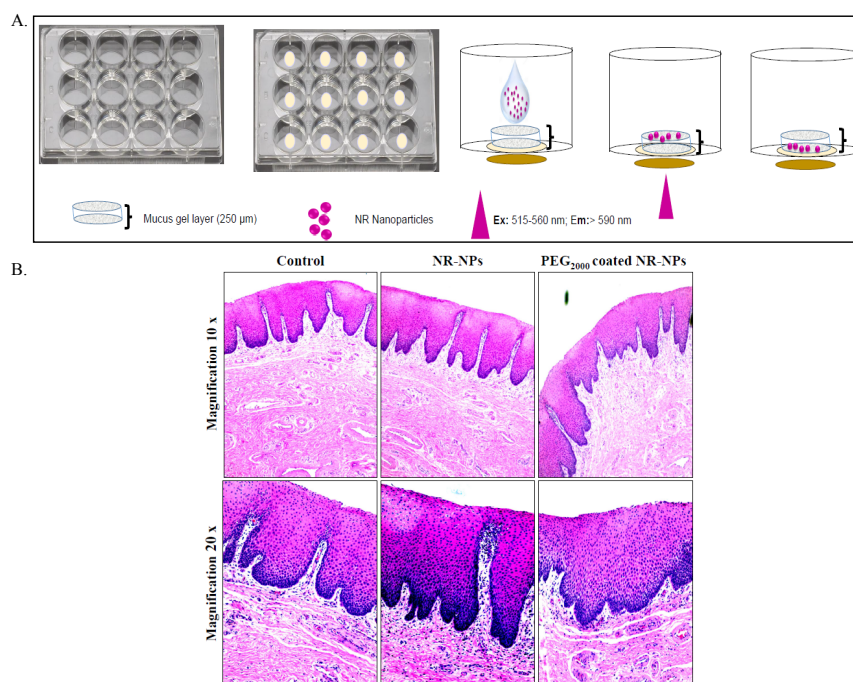 A.
Mucus gel layer (250 µm)
NR Nanoparticles
Ex: 515-560 nm; Em:> 590 nm
B.
Control
NR-NPs
PEG2000 coated NR-NPs
Magnification 10 x
Magnification 20 x